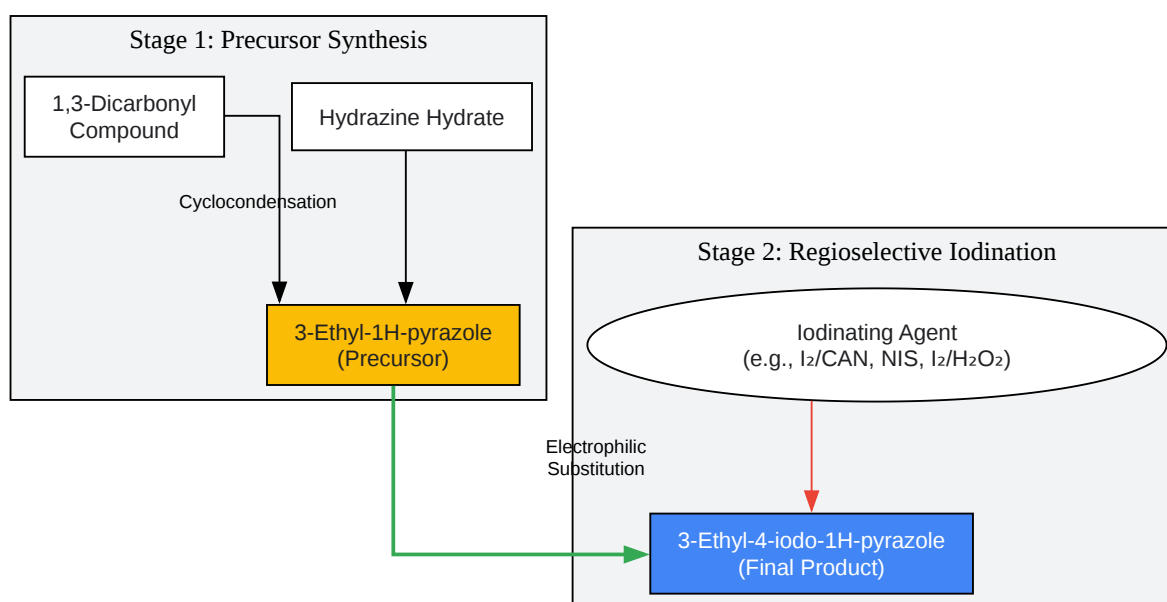 Stage 1: Precursor Synthesis
1,3-Dicarbonyl
Compound
Hydrazine Hydrate
Cyclocondensation
3-Ethyl-1H-pyrazole
(Precursor)
Stage 2: Regioselective Iodination
Iodinating Agent
(e.g., I₂/CAN, NIS, I₂/H₂O₂)
Electrophilic
Substitution
3-Ethyl-4-iodo-1H-pyrazole
(Final Product)